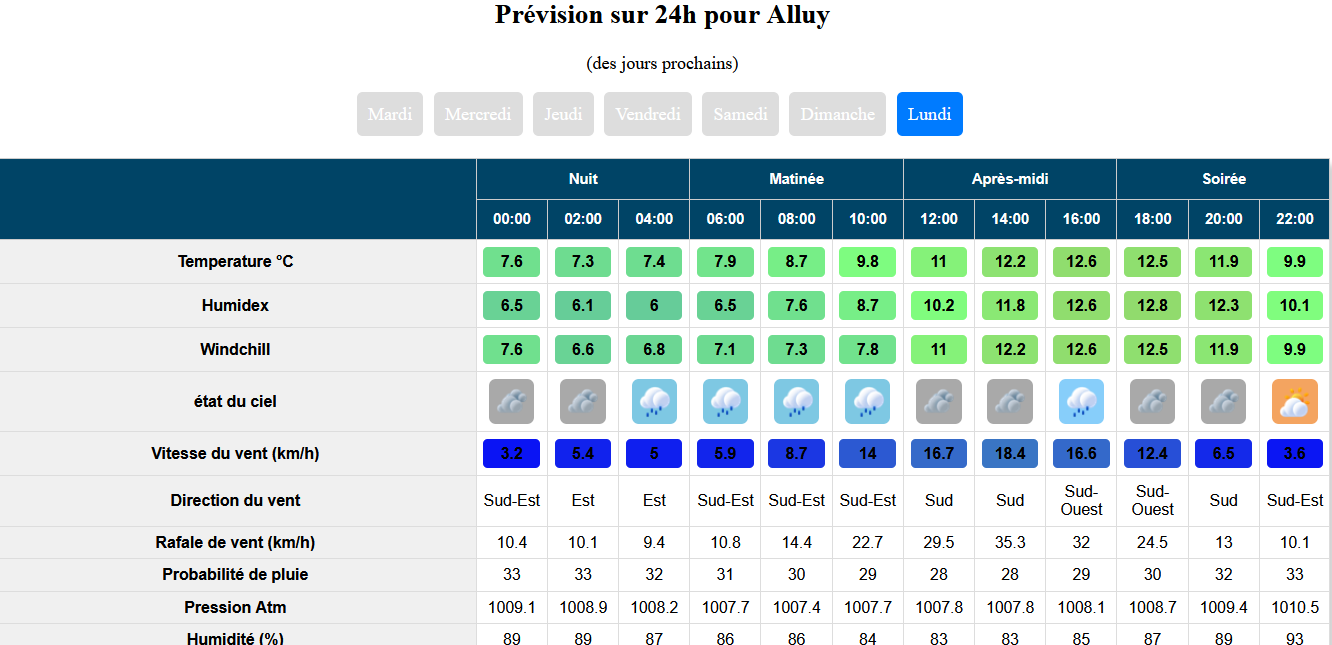 Prévision sur 24h pour Alluy
(des jours prochains)
Mardi Mercredi Jeudi Vendredi Samedi Dimanche Lundi
Nuit Matinée Après-midi Soirée
00:00 02:00 04:00 06:00 08:00 10:00 12:00 14:00 16:00 18:00 20:00 22:00
Temperature °C 7.6 7.3 7.4 7.9 8.7 9.8 11 12.2 12.6 12.5 11.9 9.9
Humidex 6.5 6.1 6 6.5 7.6 8.7 10.2 11.8 12.6 12.8 12.3 10.1
Windchill 7.6 6.6 6.8 7.1 7.3 7.8 11 12.2 12.6 12.5 11.9 9.9
état du ciel
Vitesse du vent (km/h) 3.2 5.4 5 5.9 8.7 14 16.7 18.4 16.6 12.4 6.5 3.6
Direction du vent Sud-Est Est Est Sud-Est Sud-Est Sud-Est Sud Sud Sud-Ouest Sud-Ouest Sud Sud-Est
Rafale de vent (km/h) 10.4 10.1 9.4 10.8 14.4 22.7 29.5 35.3 32 24.5 13 10.1
Probabilité de pluie 33 33 32 31 30 29 28 28 29 30 32 33
Pression Atm 1009.1 1008.9 1008.2 1007.7 1007.4 1007.7 1007.8 1007.8 1008.1 1008.7 1009.4 1010.5
Humidité (%) 89 89 87 86 86 84 83 83 85 87 89 93